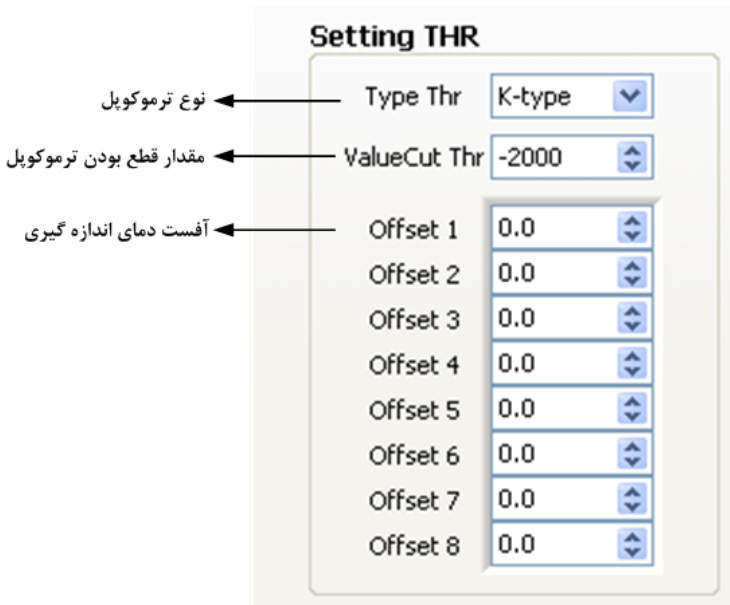 Setting THR
نوع ترموکوپل
Type Thr
K-type
مقدار قطع بودن ترموکوپل
ValueCut Thr
-2000
آفست دمای اندازه گیری
Offset 1
0.0
Offset 2
0.0
Offset 3
0.0
Offset 4
0.0
Offset 5
0.0
Offset 6
0.0
Offset 7
0.0
Offset 8
0.0